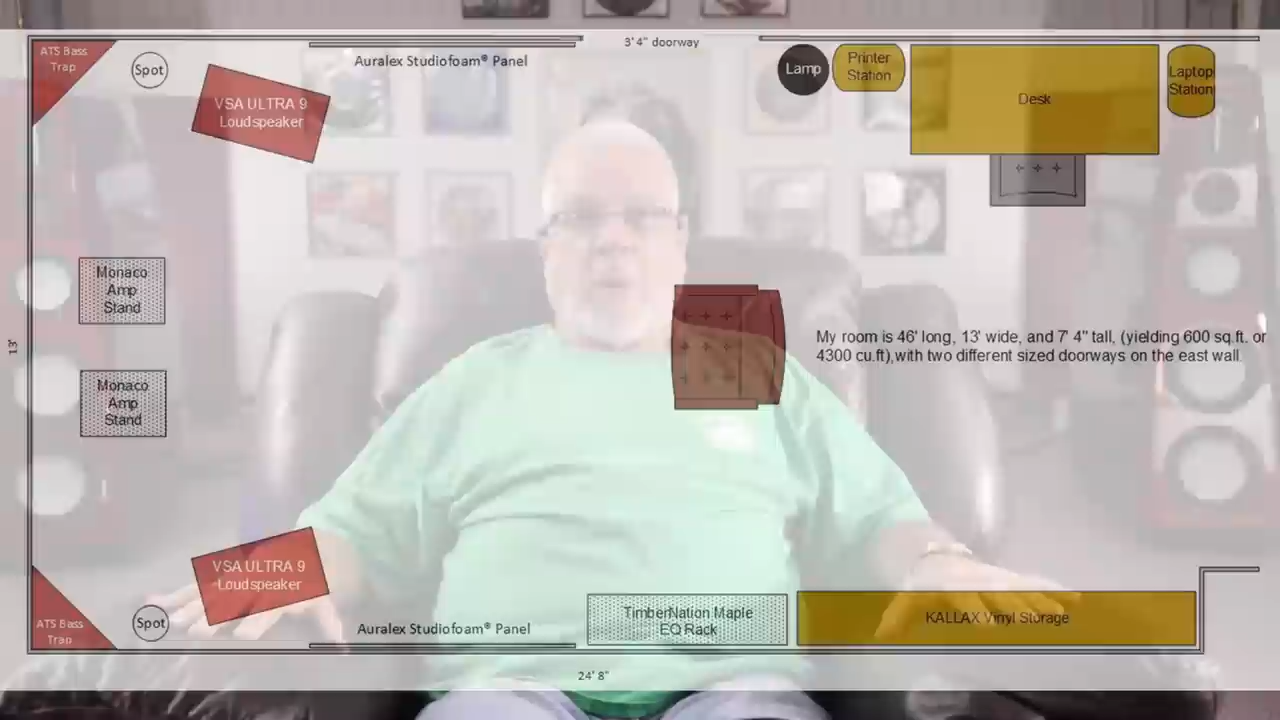 ATS Bass
Trap
Spot
VSA ULTRA 9
Loudspeaker
Auralex Studiofoam® Panel
3' 4" doorway
Lamp
Printer
Station
Desk
Laptop
Station
Monaco
Amp
Stand
13'
Monaco
Amp
Stand
My room is 46' long, 13' wide, and 7' 4" tall, (yielding 600 sq.ft. or
4300 cu.ft),with two different sized doorways on the east wall.
VSA ULTRA 9
Loudspeaker
ATS Bass
Trap
Spot
Auralex Studiofoam® Panel
TimberNation Maple
EQ Rack
KALLAX Vinyl Storage
24' 8"